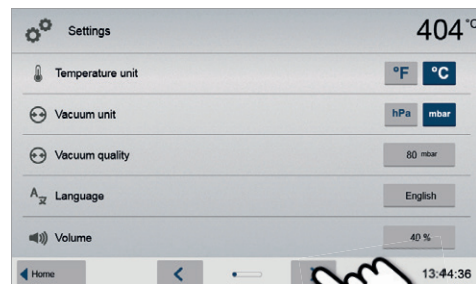 Settings
404 °C
Temperature unit
°F °C
Vacuum unit
hPa mbar
Vacuum quality
80 mbar
Language
English
Volume
40 %
Home
13:44:36